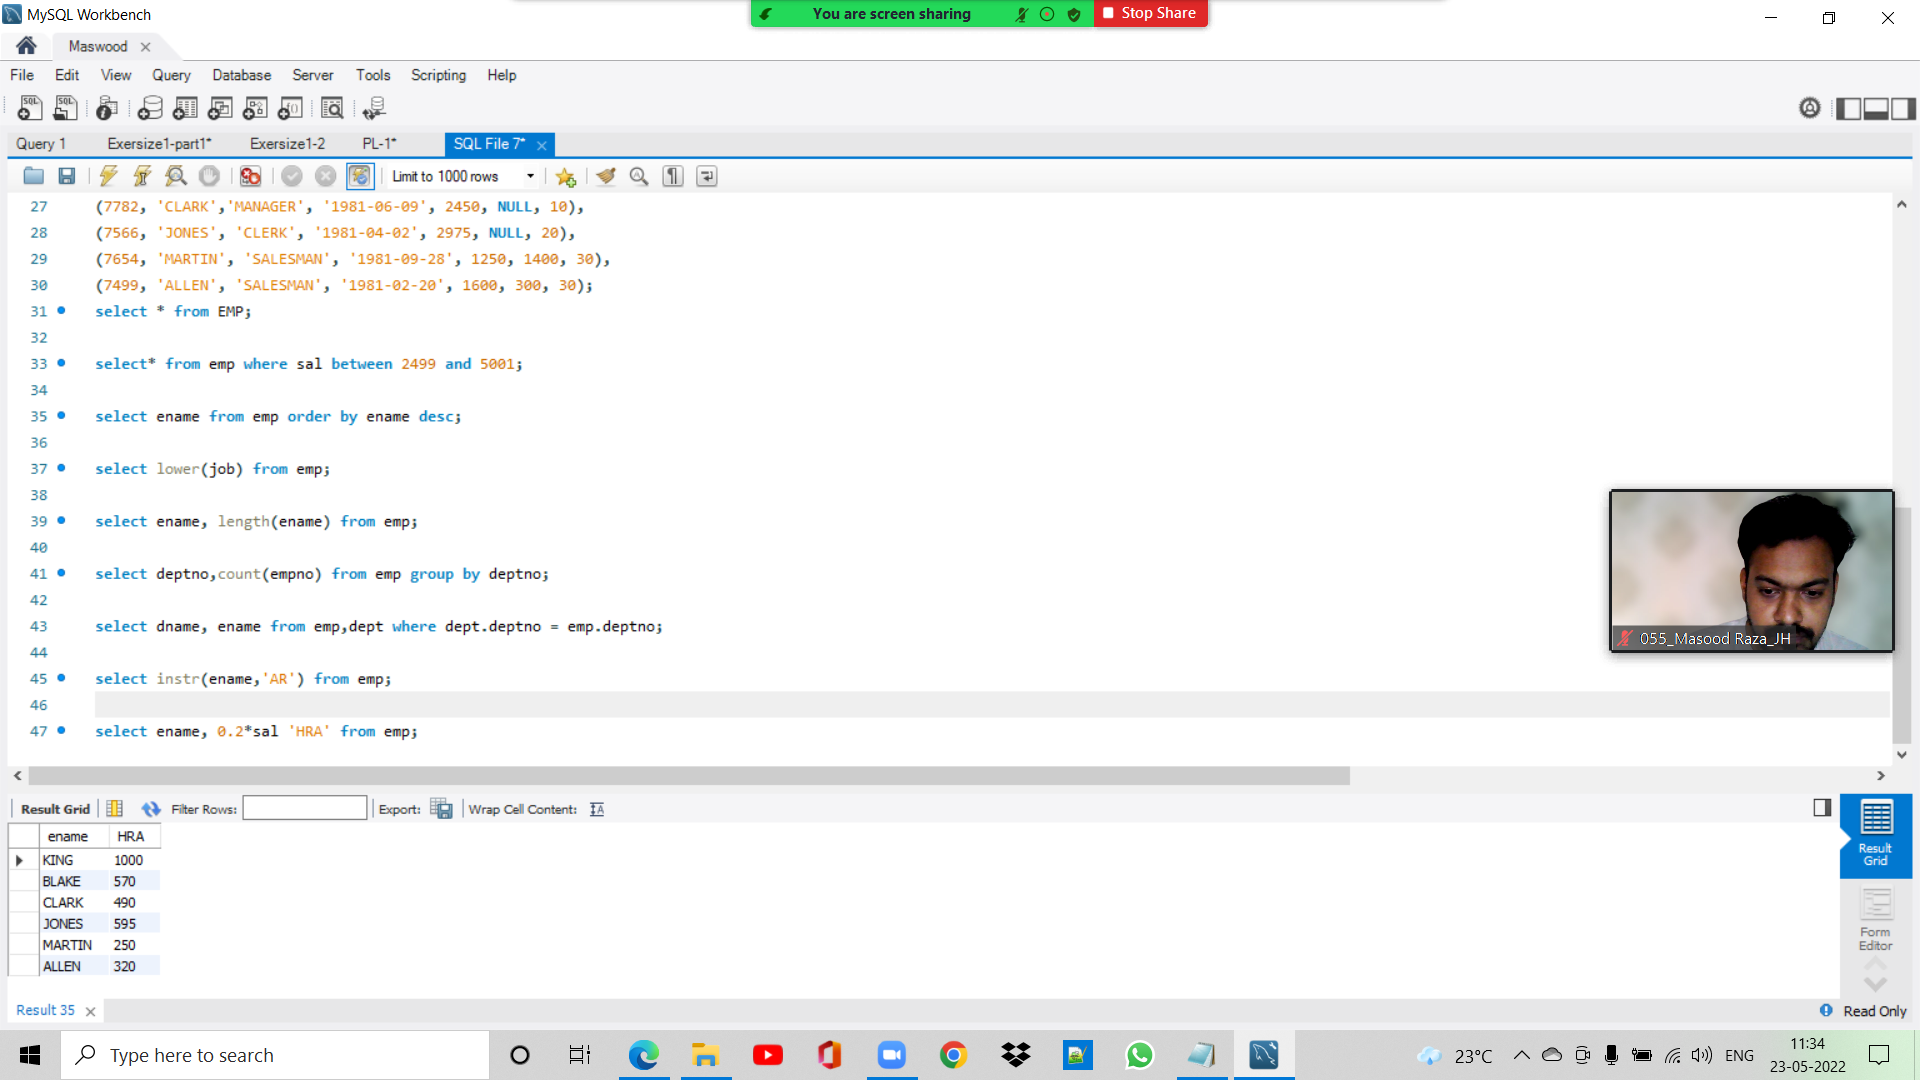 MySQL Workbench
You are screen sharing
Stop Share
Maswood
File Edit View Query Database Server Tools Scripting Help
Query 1 Exersize1-part1* Exersize1-2 PL-1* SQL File 7*
Limit to 1000 rows
27 (7782, 'CLARK','MANAGER', '1981-06-09', 2450, NULL, 10),
28 (7566, 'JONES', 'CLERK', '1981-04-02', 2975, NULL, 20),
29 (7654, 'MARTIN', 'SALESMAN', '1981-09-28', 1250, 1400, 30),
30 (7499, 'ALLEN', 'SALESMAN', '1981-02-20', 1600, 300, 30);
31 select * from EMP;
32
33 select* from emp where sal between 2499 and 5001;
34
35 select ename from emp order by ename desc;
36
37 select lower(job) from emp;
38
39 select ename, length(ename) from emp;
40
41 select deptno,count(empno) from emp group by deptno;
42
43 select dname, ename from emp,dept where dept.deptno = emp.deptno;
44
45 select instr(ename,'AR') from emp;
46
47 select ename, 0.2*sal 'HRA' from emp;
055_Masood Raza_JH
Result Grid Filter Rows: Export: Wrap Cell Content:
ename HRA
KING 1000
BLAKE 570
CLARK 490
JONES 595
MARTIN 250
ALLEN 320
Result
Grid
Form
Editor
Result 35
Read Only
Type here to search
23°C
ENG
11:34
23-05-2022